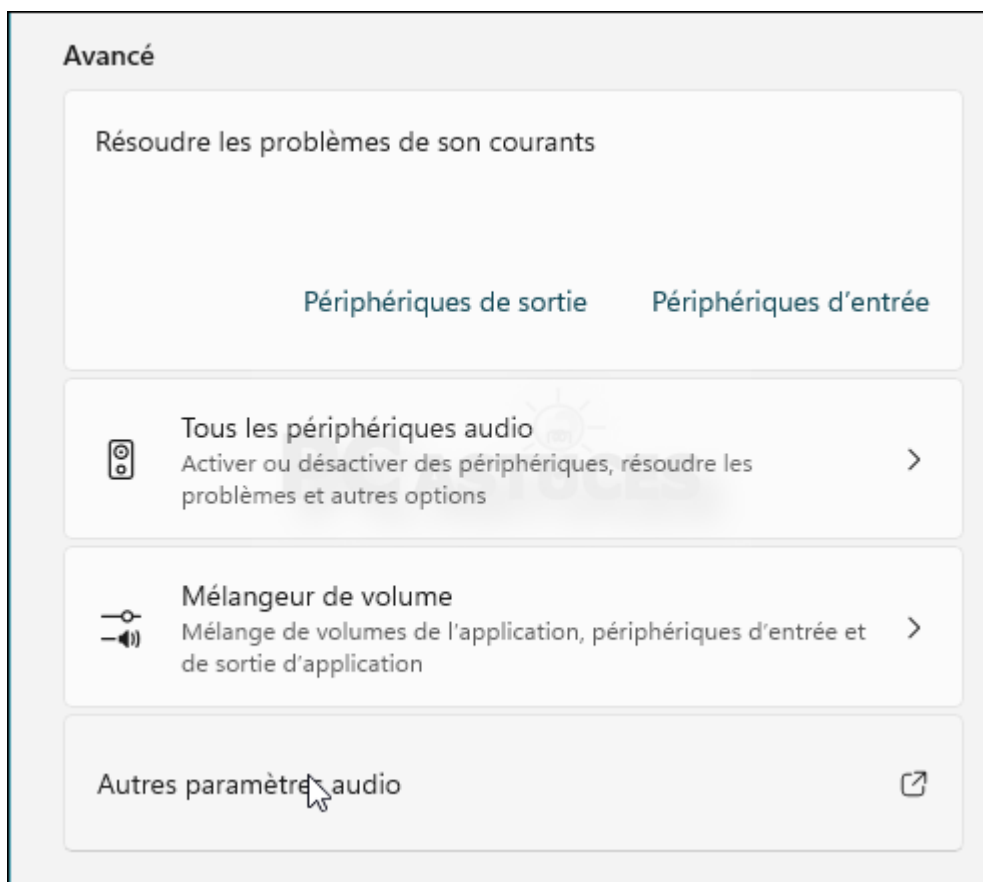 Avancé
Résoudre les problèmes de son courants
Périphériques de sortie Périphériques d’entrée
Tous les périphériques audio
Activer ou désactiver des périphériques, résoudre les
problèmes et autres options
PC ASTUCES
Mélangeur de volume
Mélange de volumes de l’application, périphériques d’entrée et
de sortie d’application
Autres paramètres audio